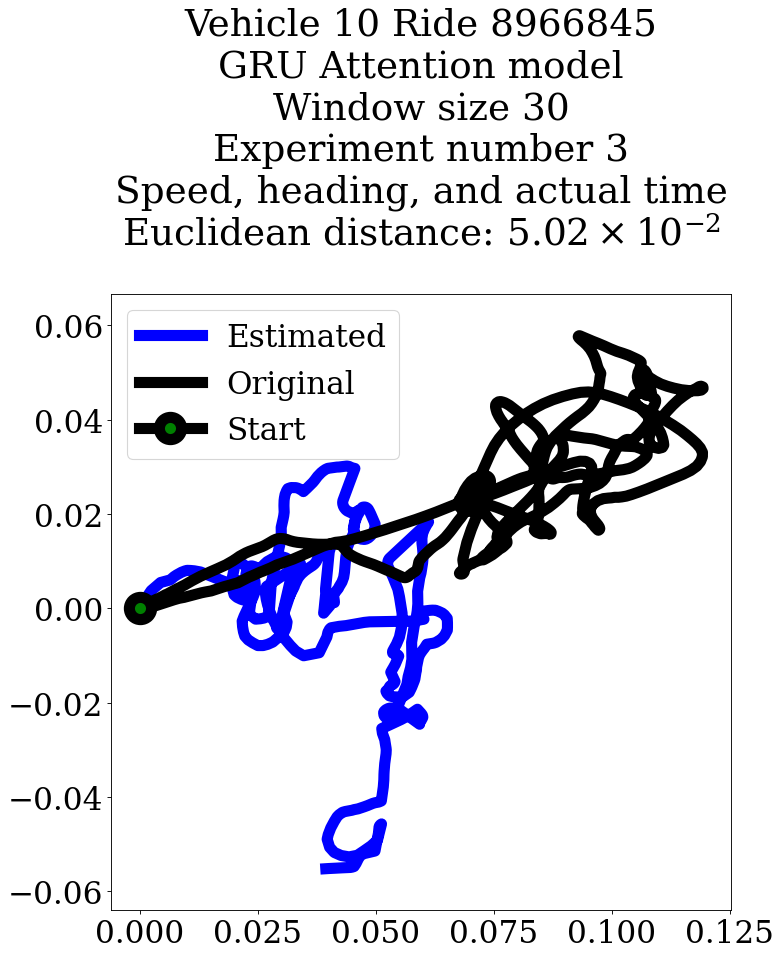 Vehicle 10 Ride 8966845
GRU Attention model
Window size 30
Experiment number 3
Speed, heading, and actual time
Euclidean distance: 5.02 × 10⁻²
Estimated
Original
Start
0.06
0.04
0.02
0.00
−0.02
−0.04
−0.06
0.000 0.025 0.050 0.075 0.100 0.125